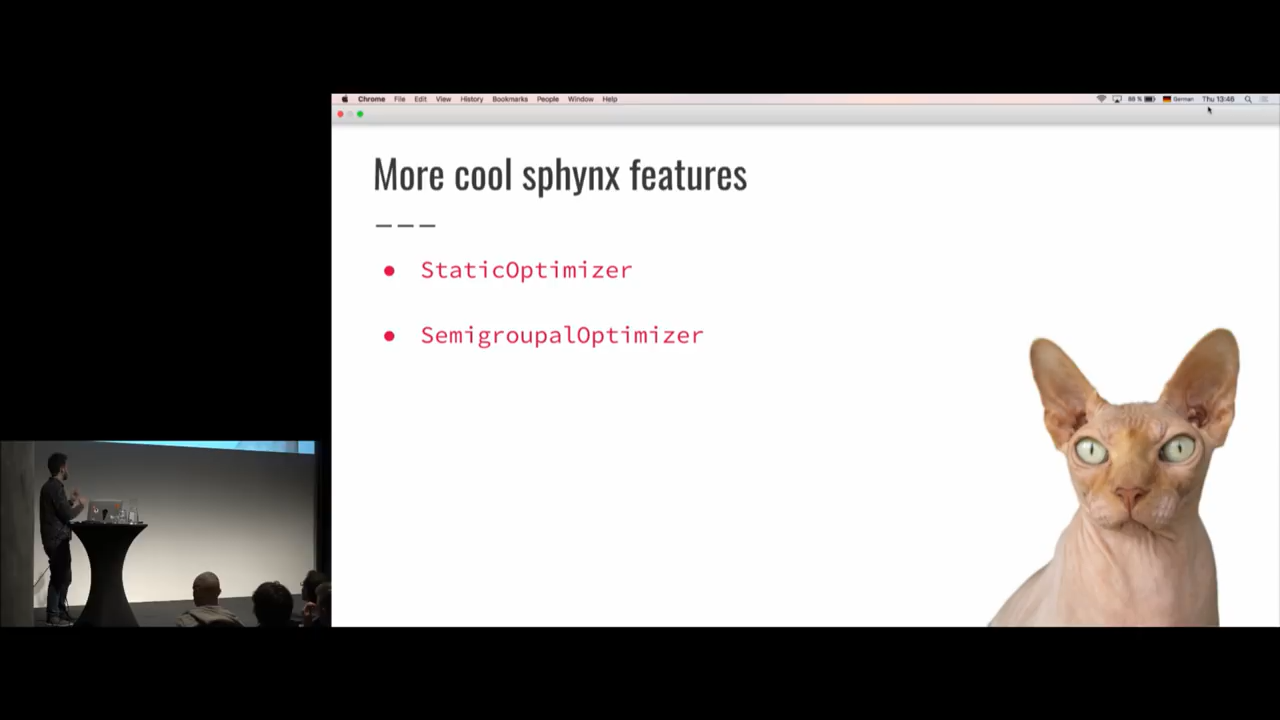 Chrome File Edit View History Bookmarks People Window Help 88 % German Thu 13:46
More cool sphynx features
StaticOptimizer
SemigroupalOptimizer